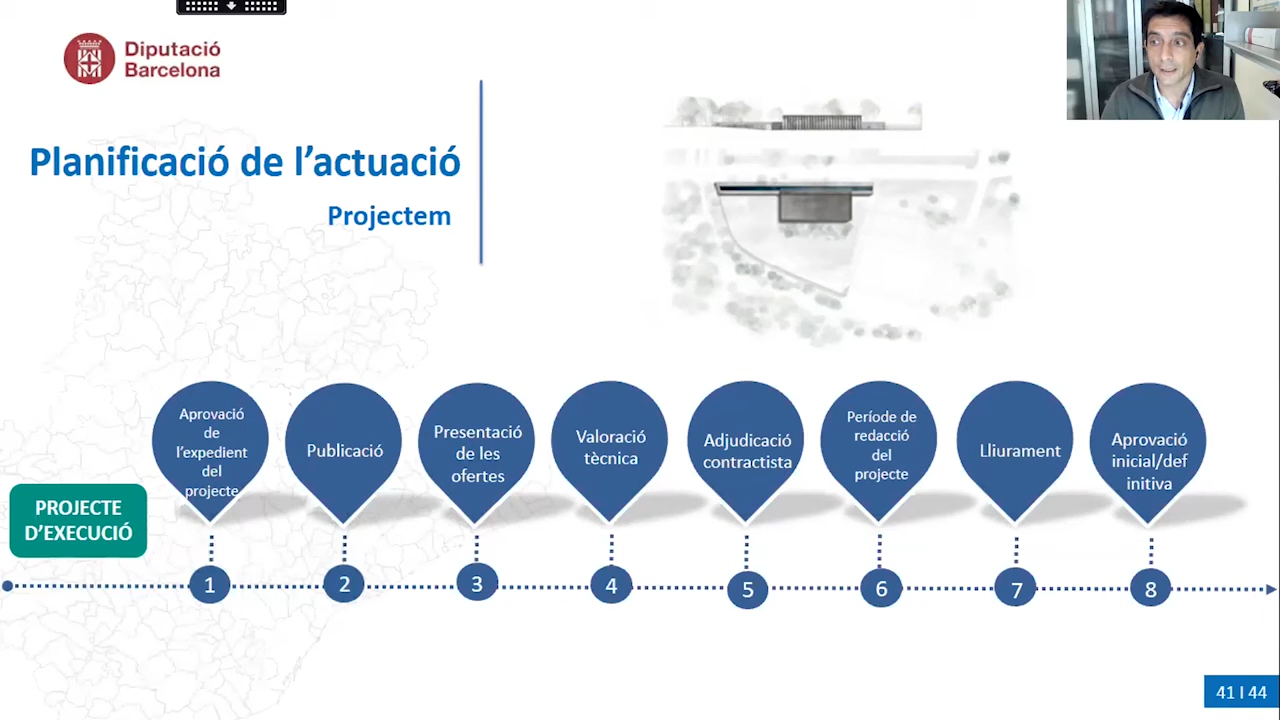 Diputació
Barcelona
Planificació de l’actuació
Projectem
Aprovació
de
l’expedient
del
projecte
Publicació
Presentació
de les
ofertes
Valoració
tècnica
Adjudicació
contractista
Període de
redacció
del
projecte
Lliurament
Aprovació
inicial/def
initiva
PROJECTE
D’EXECUCIÓ
1
2
3
4
5
6
7
8
41 I 44